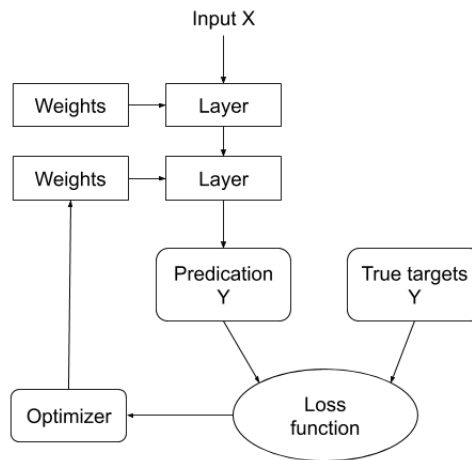 Input X
Weights
Layer
Weights
Layer
Predication
Y
True targets
Y
Optimizer
Loss
function